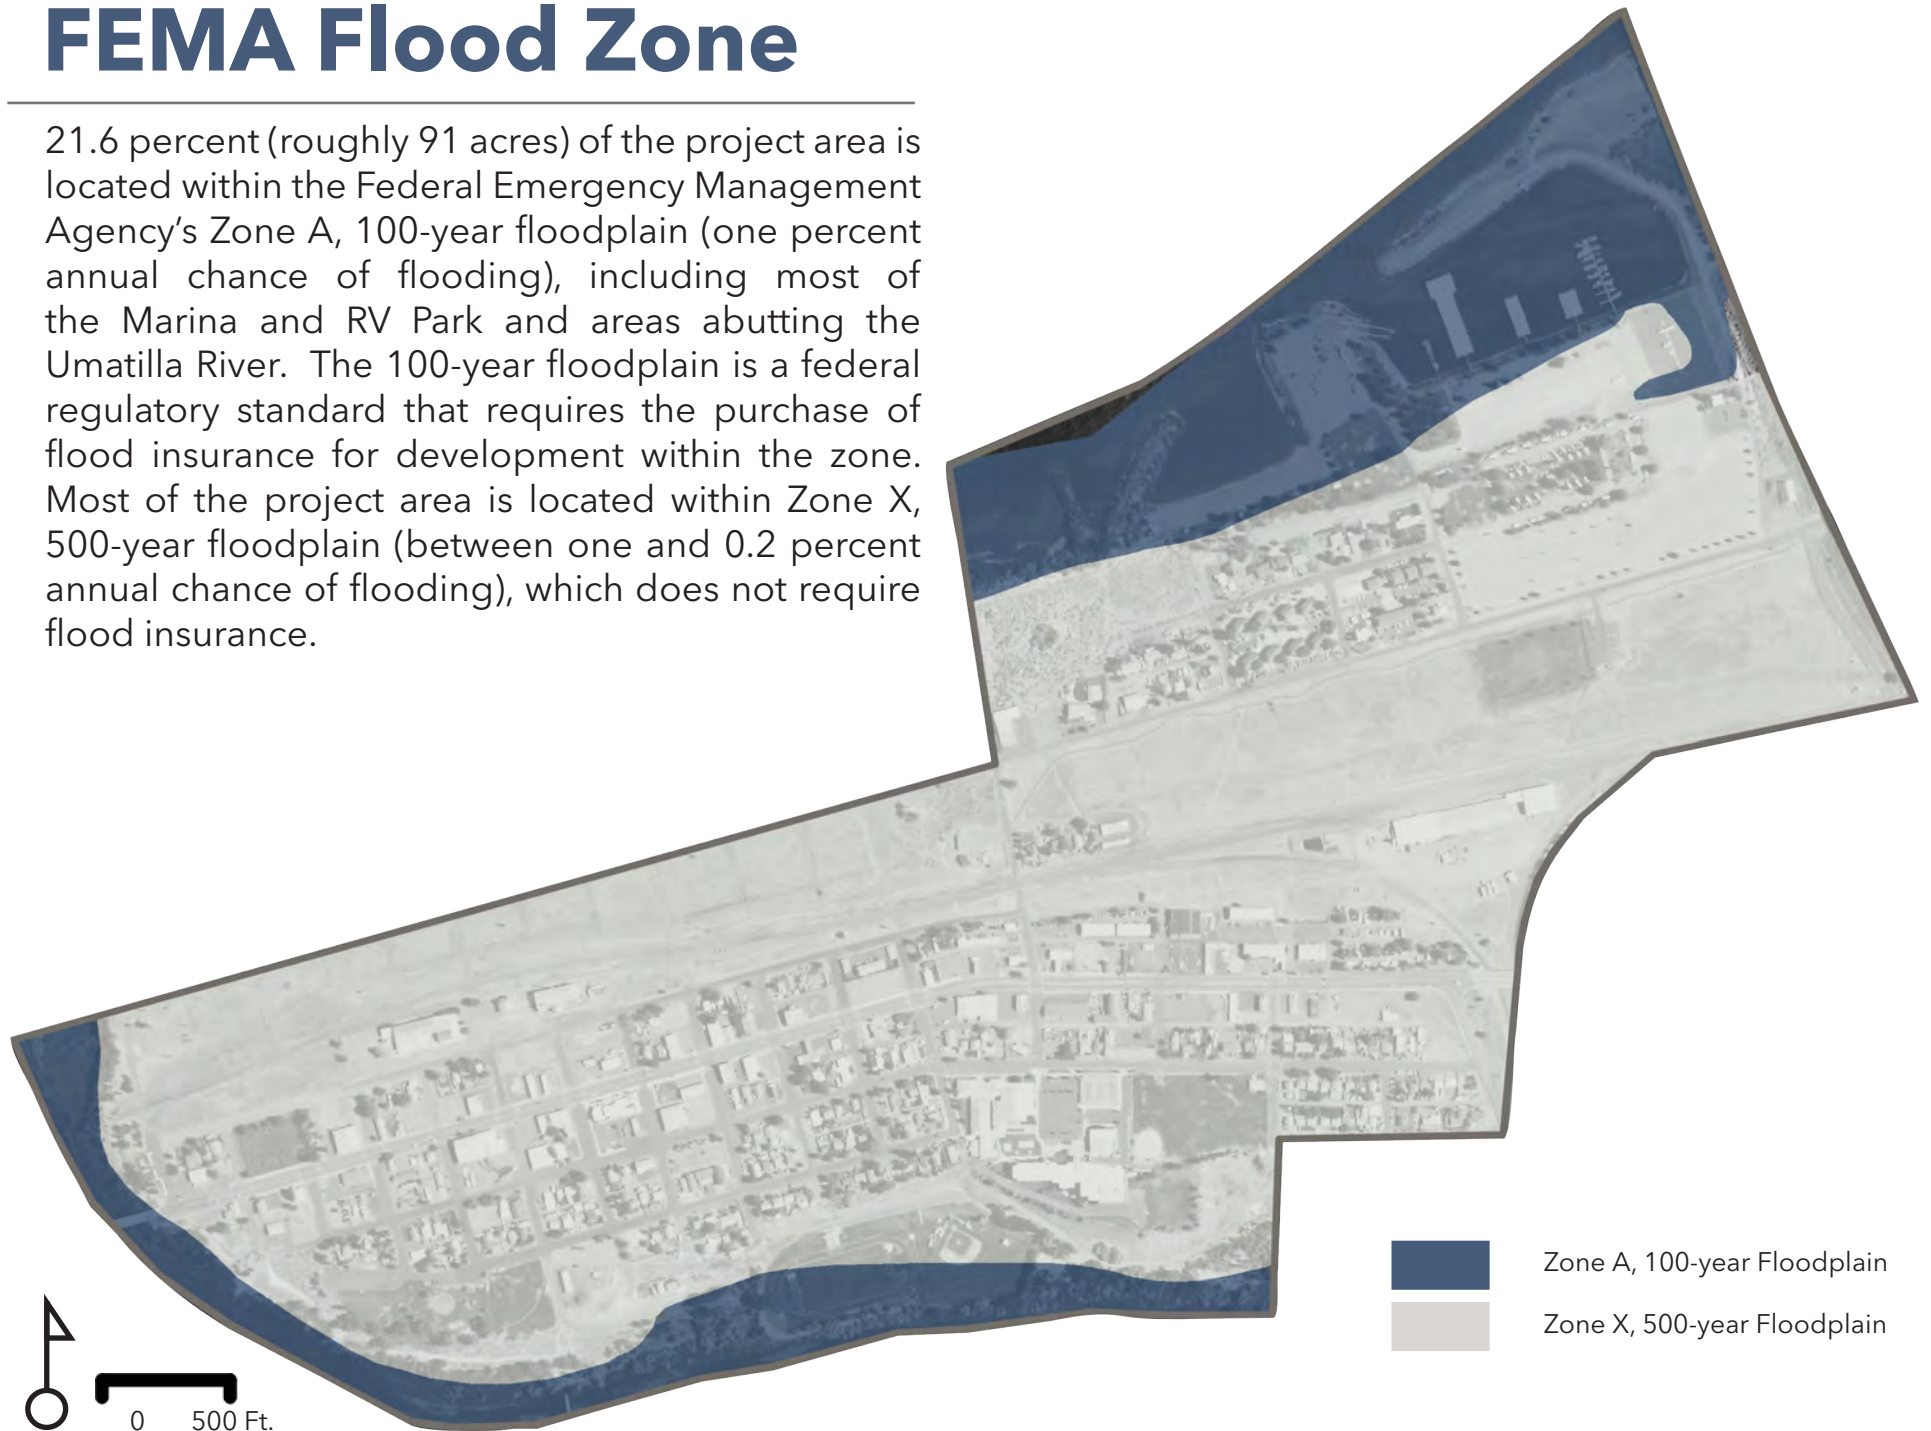 FEMA Flood Zone
21.6 percent (roughly 91 acres) of the project area is
located within the Federal Emergency Management
Agency’s Zone A, 100-year floodplain (one percent
annual chance of flooding), including most of
the Marina and RV Park and areas abutting the
Umatilla River. The 100-year floodplain is a federal
regulatory standard that requires the purchase of
flood insurance for development within the zone.
Most of the project area is located within Zone X,
500-year floodplain (between one and 0.2 percent
annual chance of flooding), which does not require
flood insurance.
Zone A, 100-year Floodplain
Zone X, 500-year Floodplain
0 500 Ft.